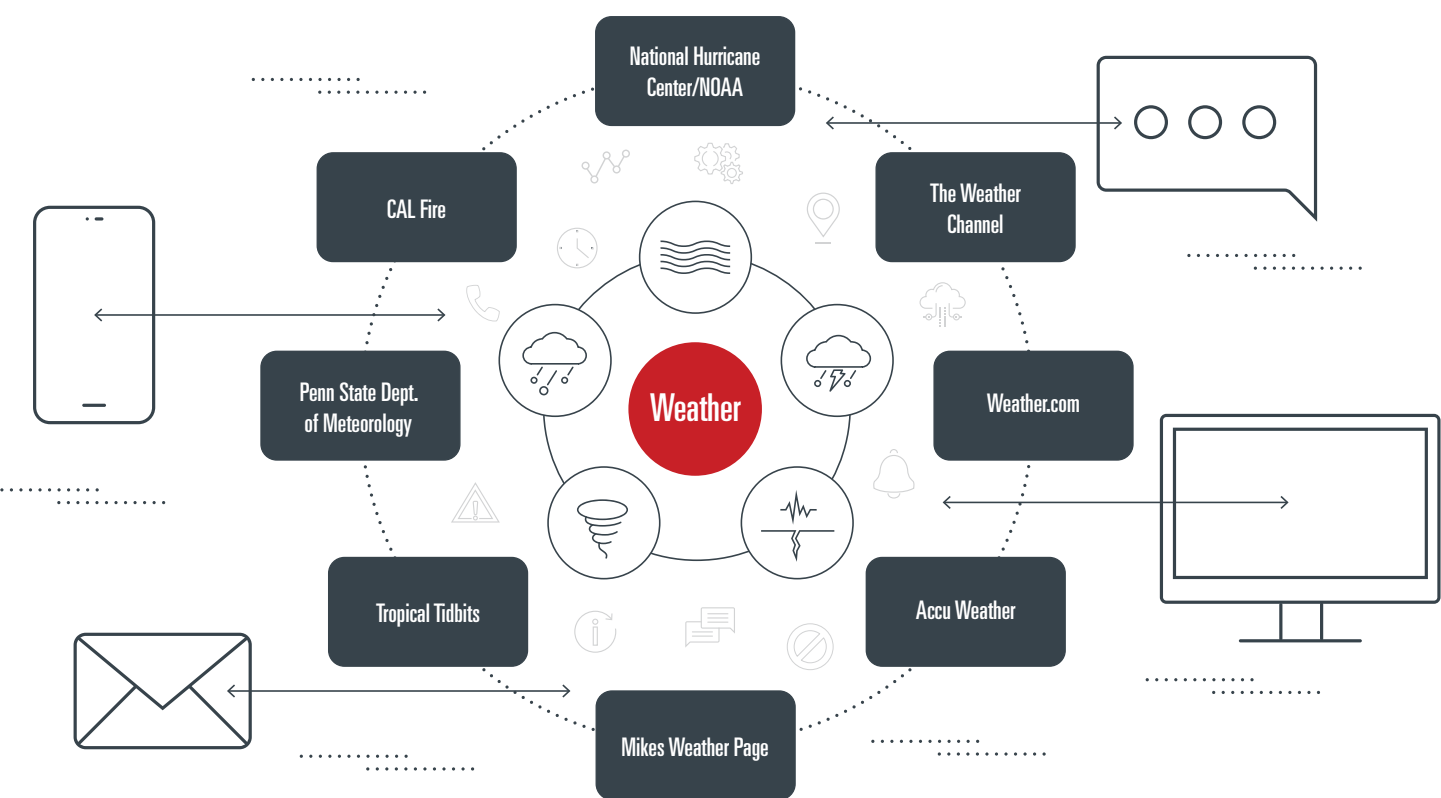 National Hurricane
Center/NOAA
CAL Fire
The Weather
Channel
Penn State Dept.
of Meteorology
Weather
Weather.com
Tropical Tidbits
Accu Weather
Mikes Weather Page